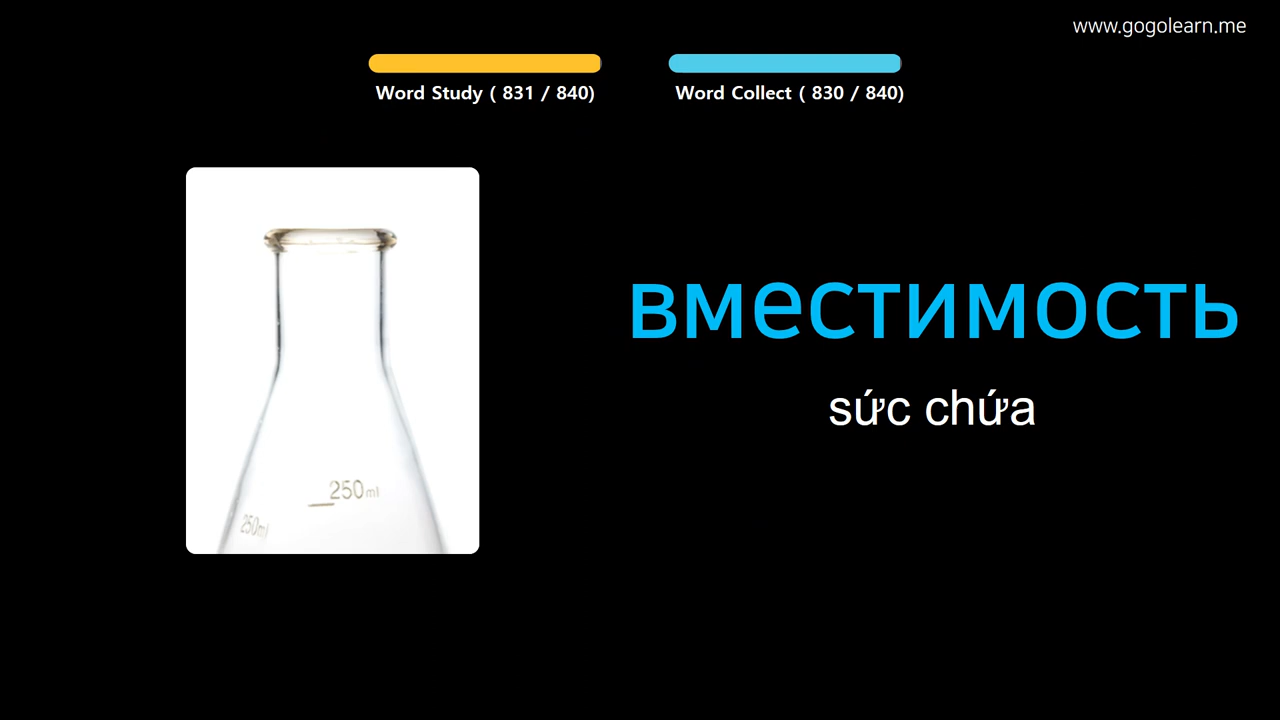 www.gogolearn.me
Word Study ( 831 / 840)
Word Collect ( 830 / 840)
вместимость
sức chứa
250ml
250ml